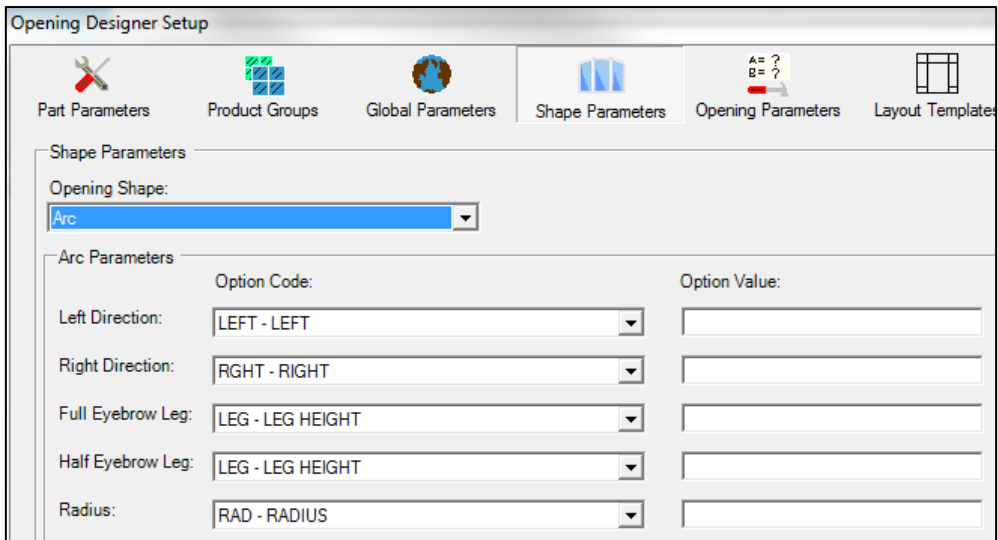 Opening Designer Setup
A= ?
B= ?
Part Parameters Product Groups Global Parameters Shape Parameters Opening Parameters Layout Templates
Shape Parameters
Opening Shape:
Arc
Arc Parameters
Option Code: Option Value:
Left Direction: LEFT - LEFT
Right Direction: RGHT - RIGHT
Full Eyebrow Leg: LEG - LEG HEIGHT
Half Eyebrow Leg: LEG - LEG HEIGHT
Radius: RAD - RADIUS